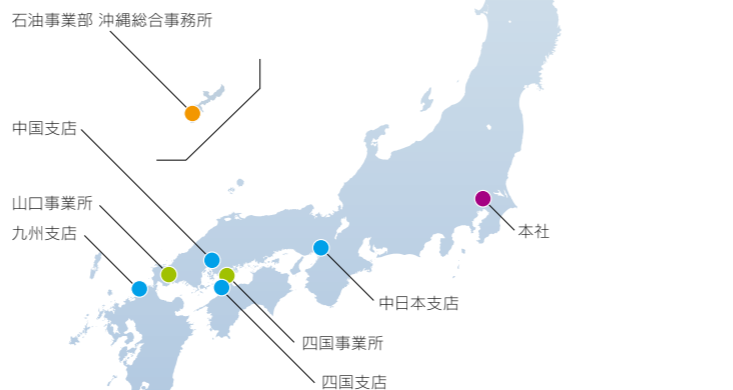 石油事業部 沖縄総合事務所
中国支店
山口事業所
九州支店
本社
中日本支店
四国事業所
四国支店